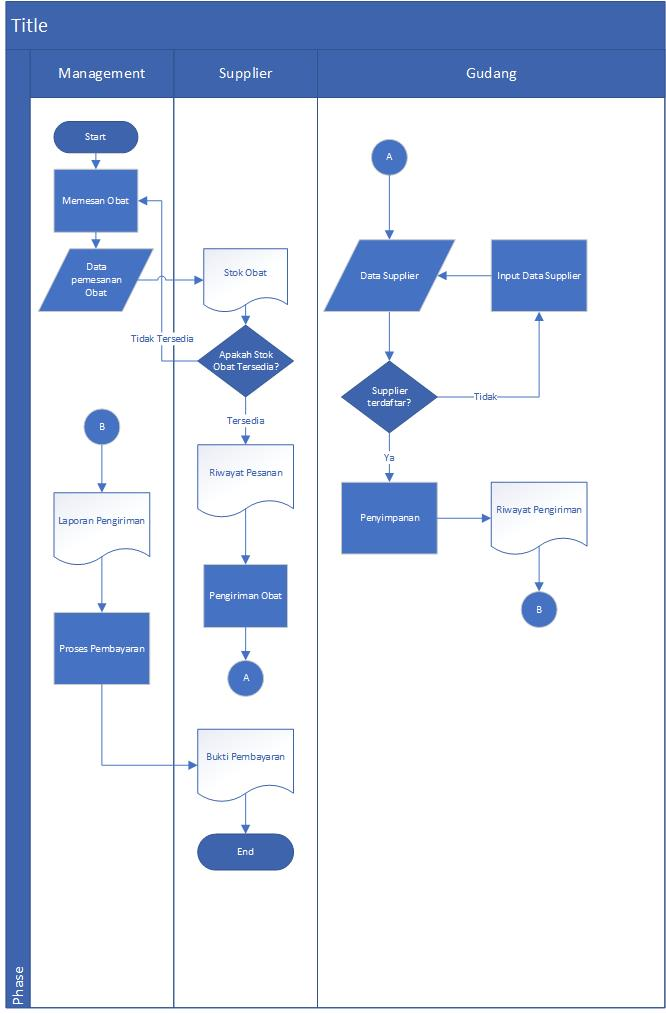 Title
Management
Supplier
Gudang
Start
A
Memesan Obat
Data
pemesanan
Obat
Stok Obat
Data Supplier
Input Data Supplier
Tidak Tersedia
Apakah Stok
Obat Tersedia?
Supplier
terdaftar?
Tidak
Tersedia
B
Ya
Riwayat Pesanan
Laporan Pengiriman
Penyimpanan
Riwayat Pengiriman
Pengiriman Obat
B
Proses Pembayaran
A
Bukti Pembayaran
End
Phase